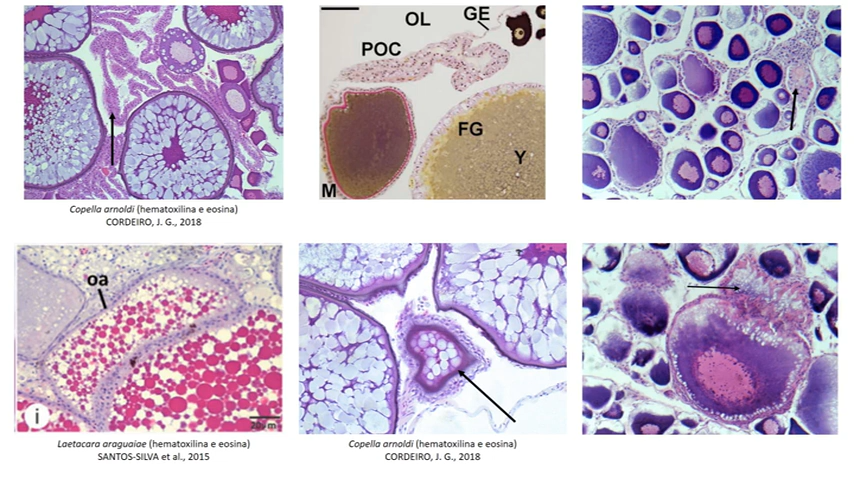 OL
GE
POC
FG
Y
M
Copella arnoldi (hematoxilina e eosina)
CORDEIRO, J. G., 2018
oa
i
20µm
Laetacara araguaiae (hematoxilina e eosina)
SANTOS-SILVA et al., 2015
Copella arnoldi (hematoxilina e eosina)
CORDEIRO, J. G., 2018